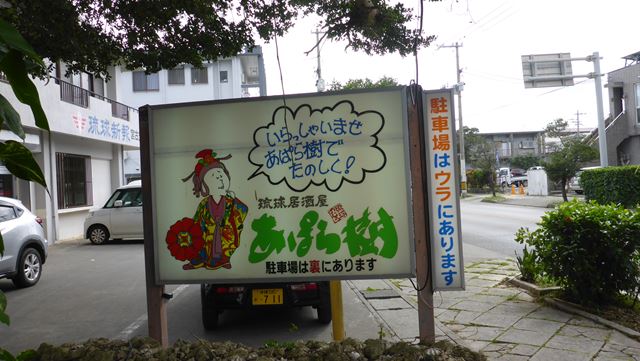 琉球新報
いらっしゃいませ
あぱら樹で
たのしく！
琉球居酒屋
あぱら樹
駐車場は裏にあります
駐車場はウラにあります
711